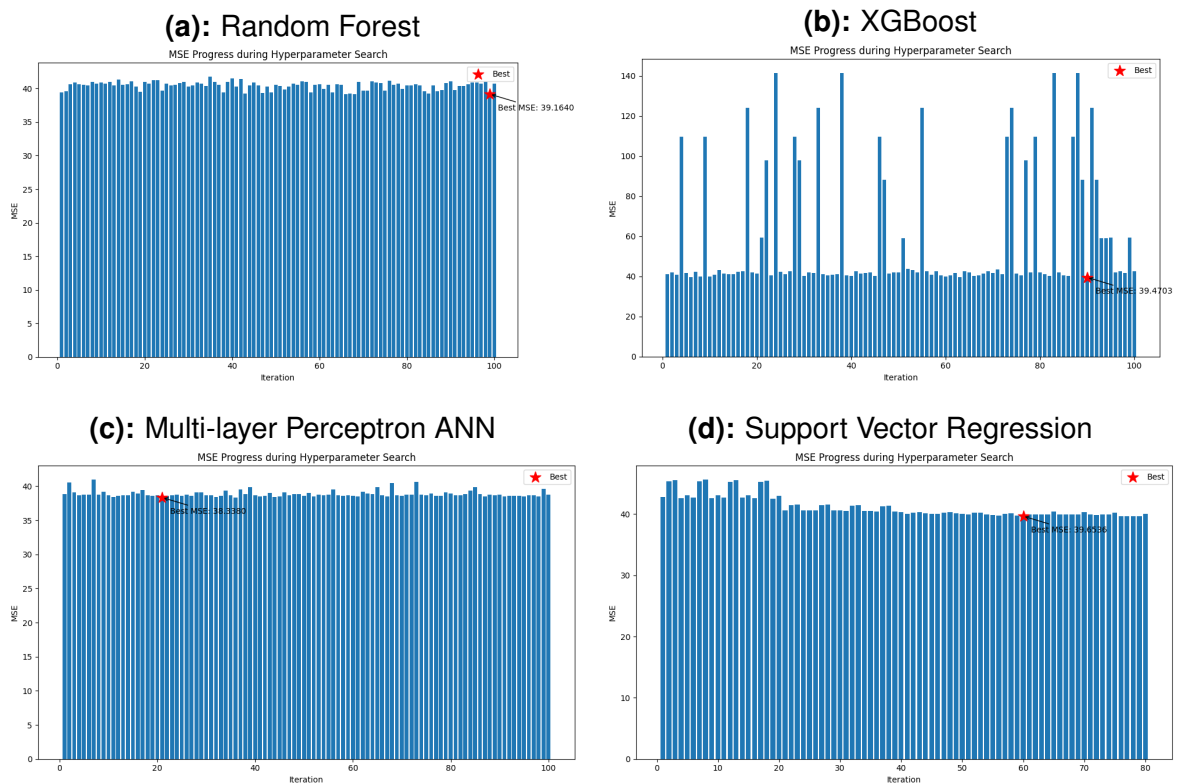 (a): Random Forest
MSE Progress during Hyperparameter Search
Best
Best MSE: 39.1640
MSE
40
35
30
25
20
15
10
5
0
0 20 40 60 80 100
Iteration
(b): XGBoost
MSE Progress during Hyperparameter Search
Best
Best MSE: 39.4703
MSE
140
120
100
80
60
40
20
0
0 20 40 60 80 100
Iteration
(c): Multi-layer Perceptron ANN
MSE Progress during Hyperparameter Search
Best
Best MSE: 38.3380
MSE
40
35
30
25
20
15
10
5
0
0 20 40 60 80 100
Iteration
(d): Support Vector Regression
MSE Progress during Hyperparameter Search
Best
Best MSE: 39.6536
MSE
40
30
20
10
0
0 10 20 30 40 50 60 70 80
Iteration